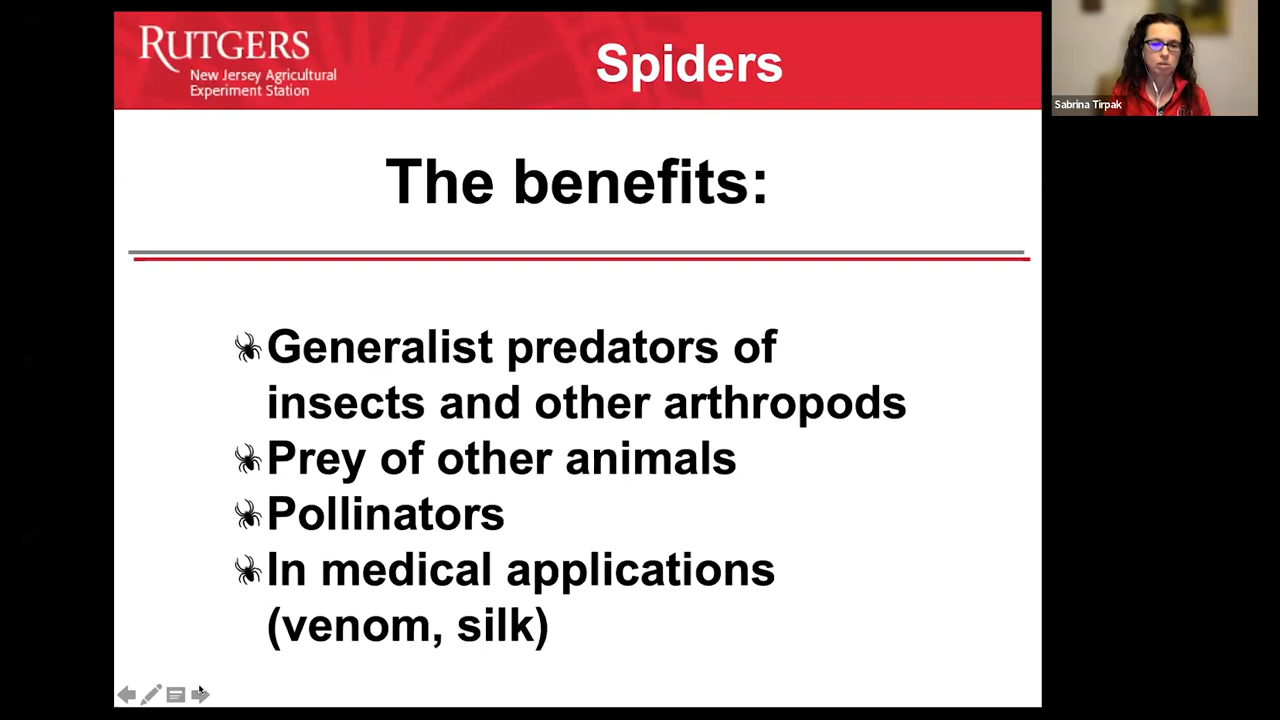 RUTGERS
New Jersey Agricultural
Experiment Station
Spiders
Sabrina Tirpak
The benefits:
Generalist predators of
insects and other arthropods
Prey of other animals
Pollinators
In medical applications
(venom, silk)